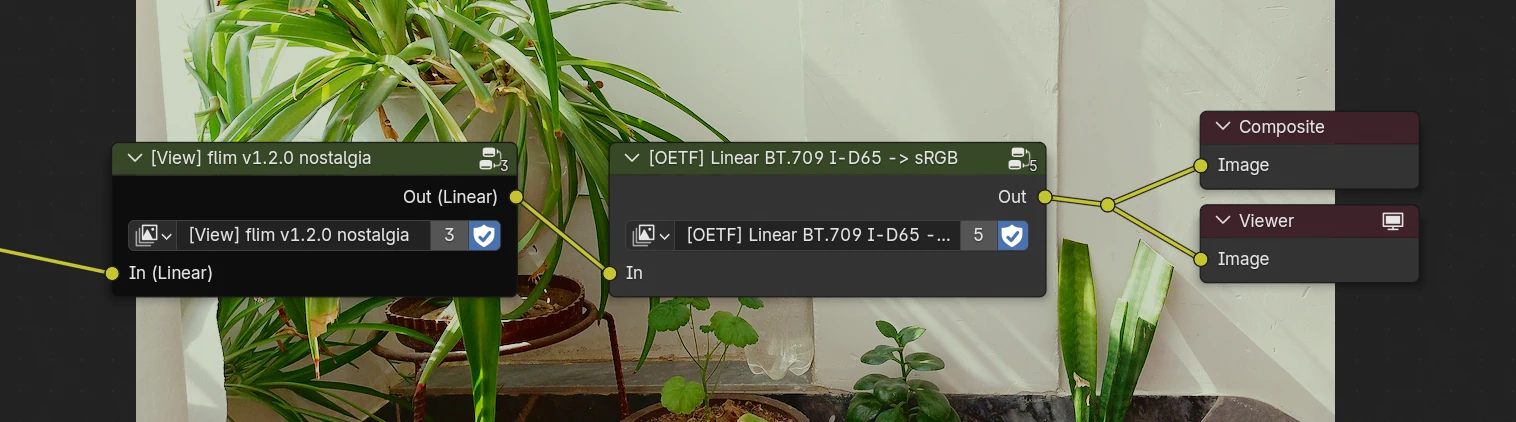 [View] flim v1.2.0 nostalgia
3
Out (Linear)
[View] flim v1.2.0 nostalgia
3
In (Linear)
[OETF] Linear BT.709 I-D65 -> sRGB
5
Out
[OETF] Linear BT.709 I-D65 -...
5
In
Composite
Image
Viewer
Image